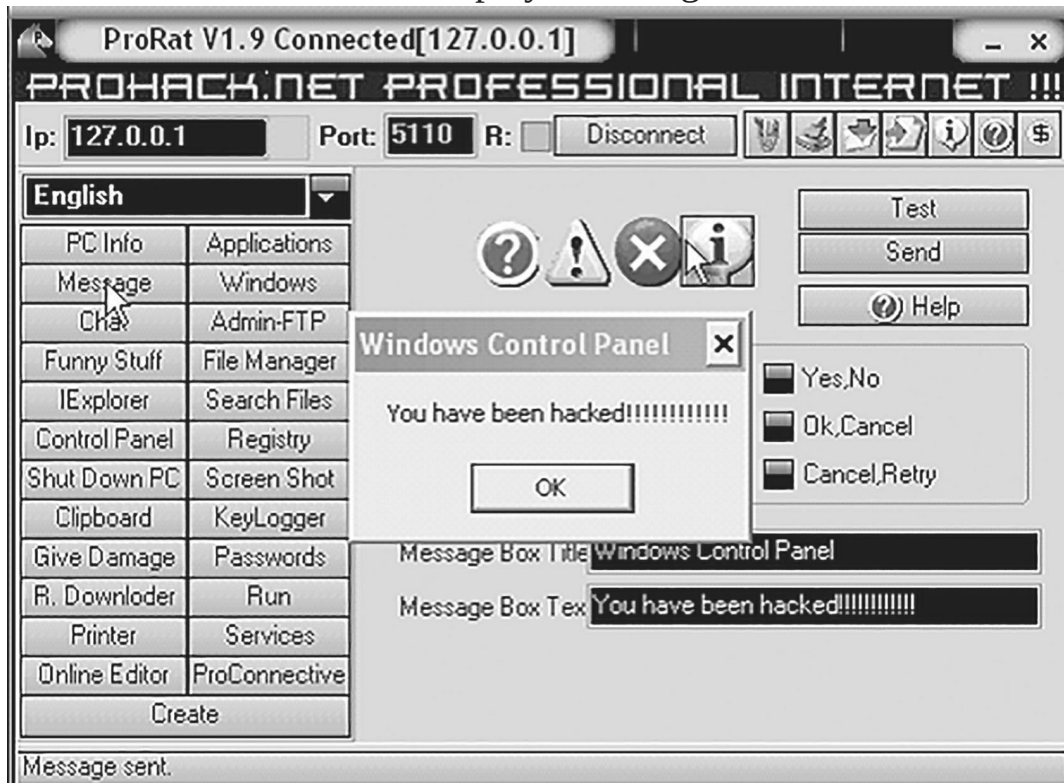 ProRat V1.9 Connected[127.0.0.1]
PROHACK.NET PROFESSIONAL INTERNET !!!
Ip: 127.0.0.1 Port: 5110 R: Disconnect
English
PC Info Applications
Message Windows
Chat Admin-FTP
Funny Stuff File Manager
IExplorer Search Files
Control Panel Registry
Shut Down PC Screen Shot
Clipboard KeyLogger
Give Damage Passwords
R. Downloder Run
Printer Services
Online Editor ProConnective
Create
Test
Send
Help
Windows Control Panel
You have been hacked!!!!!!!!!!!!
OK
Yes,No
Ok,Cancel
Cancel,Retry
Message Box Title Windows Control Panel
Message Box Tex You have been hacked!!!!!!!!!!!!
Message sent.